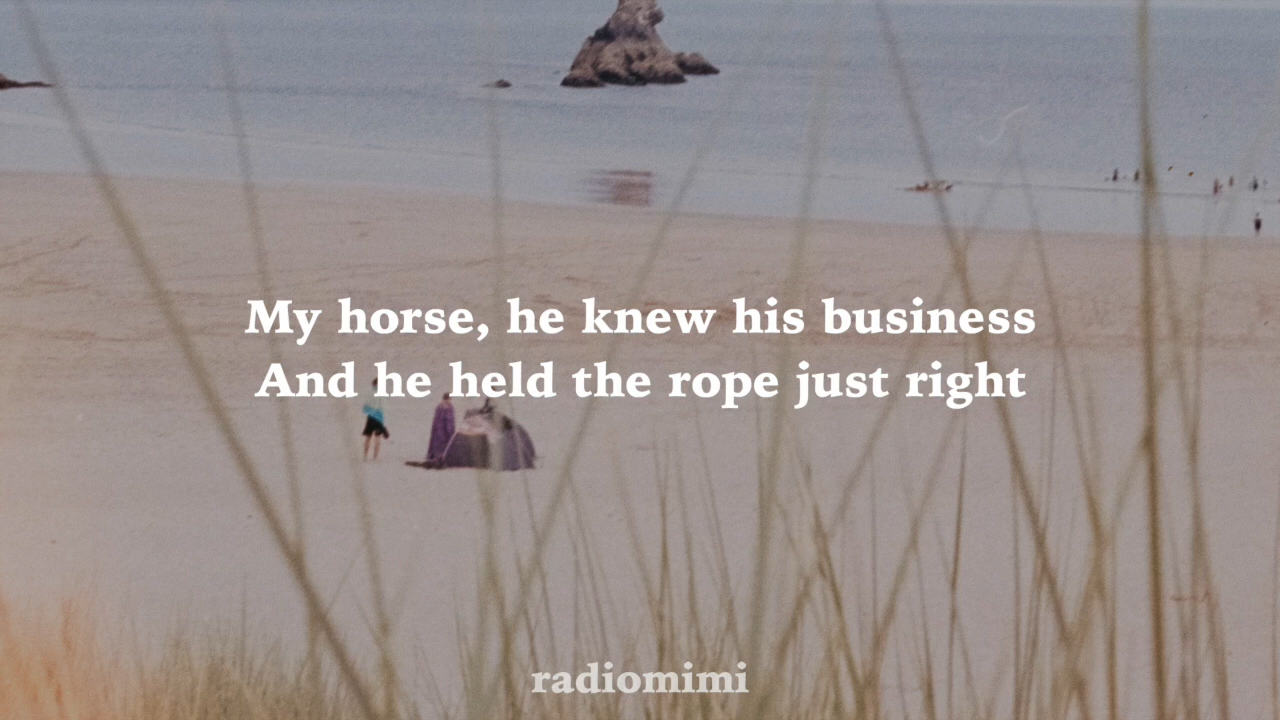 My horse, he knew his business
And he held the rope just right
radiomimi